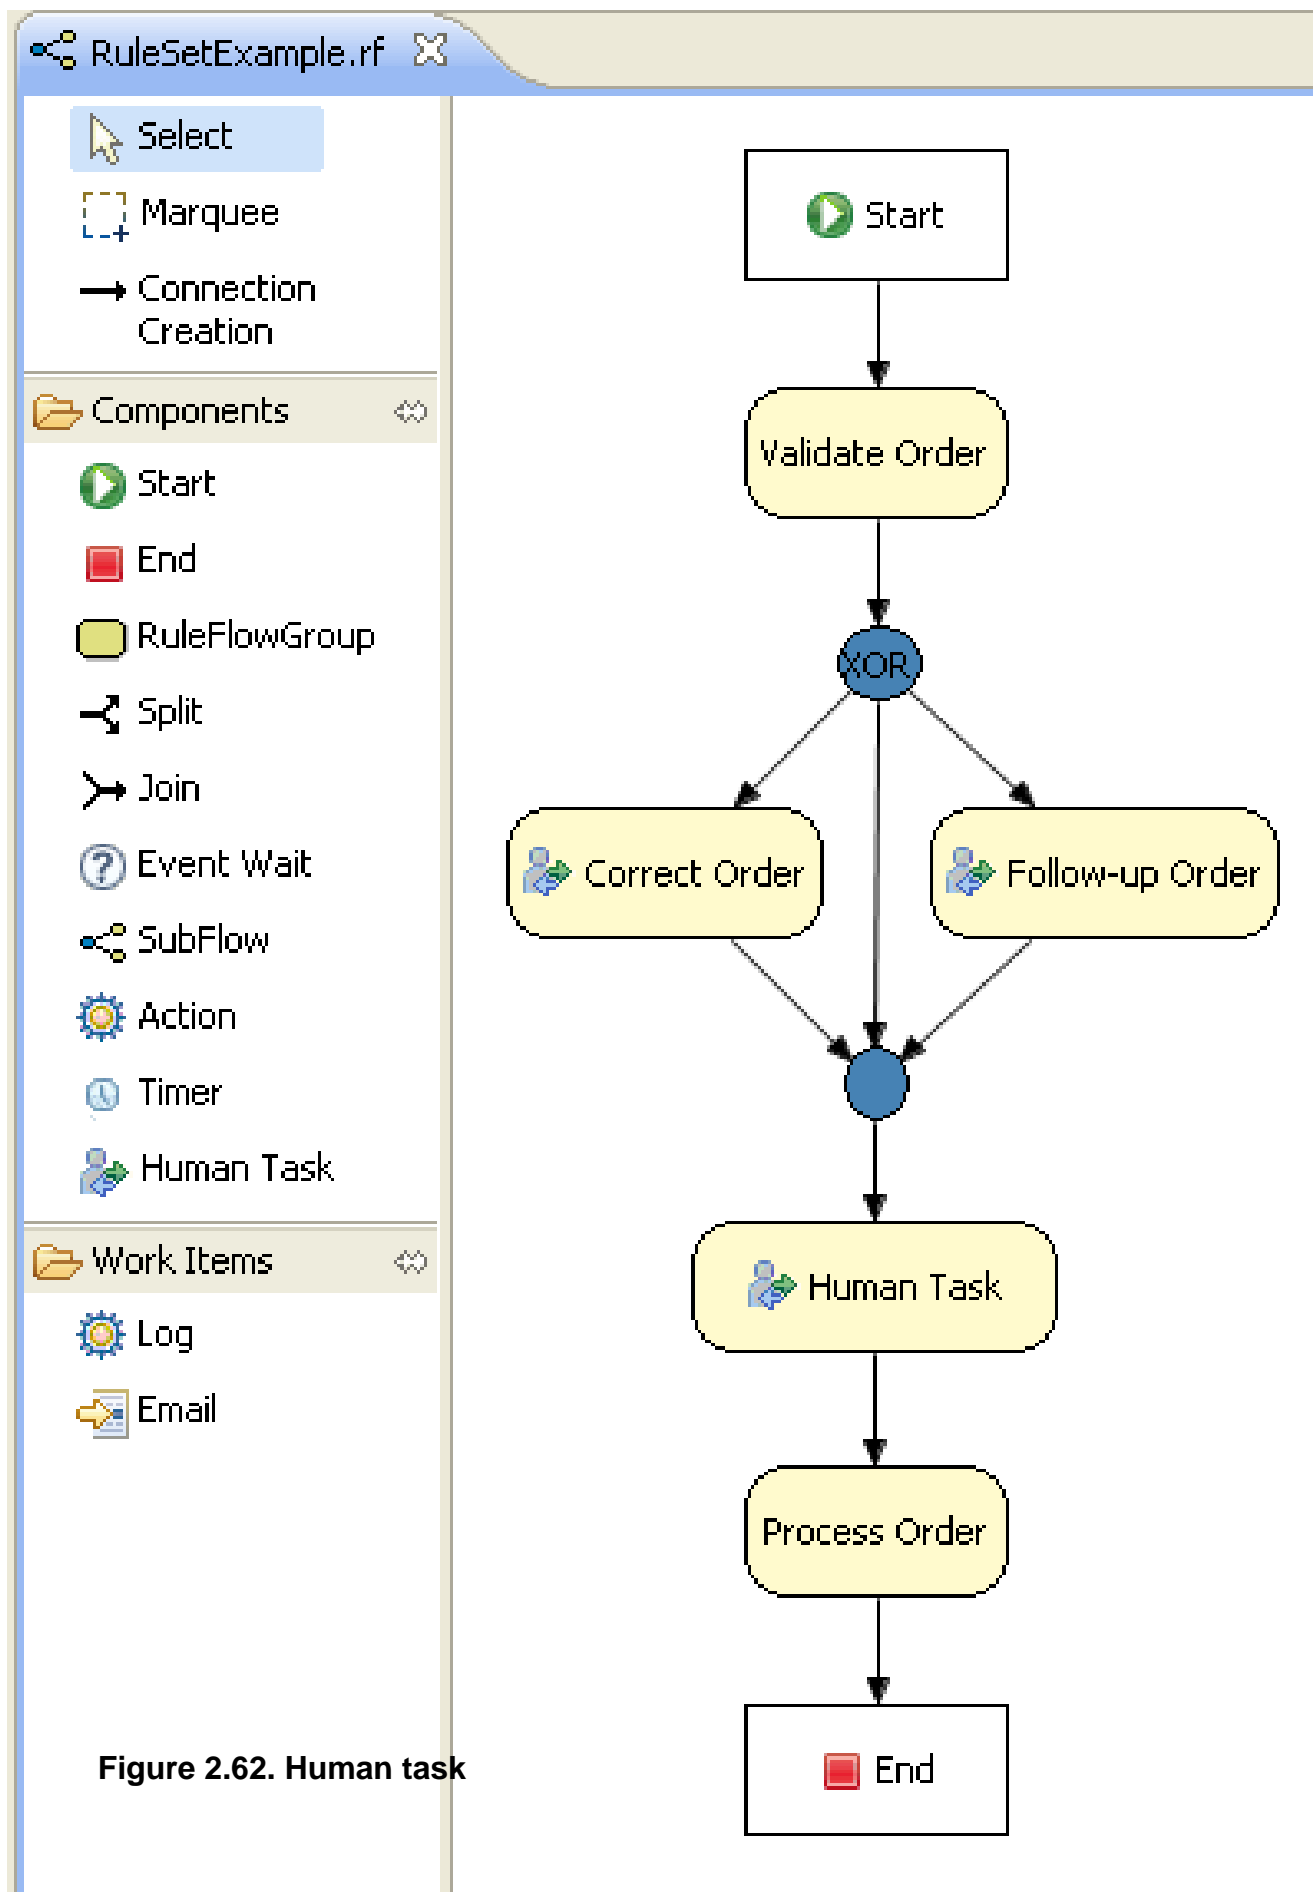 RuleSetExample.rf
Select
Marquee
Connection
Creation
Components
Start
End
RuleFlowGroup
Split
Join
Event Wait
SubFlow
Action
Timer
Human Task
Work Items
Log
Email
Start
Validate Order
XOR
Correct Order
Follow-up Order
Human Task
Process Order
End
Figure 2.62. Human task